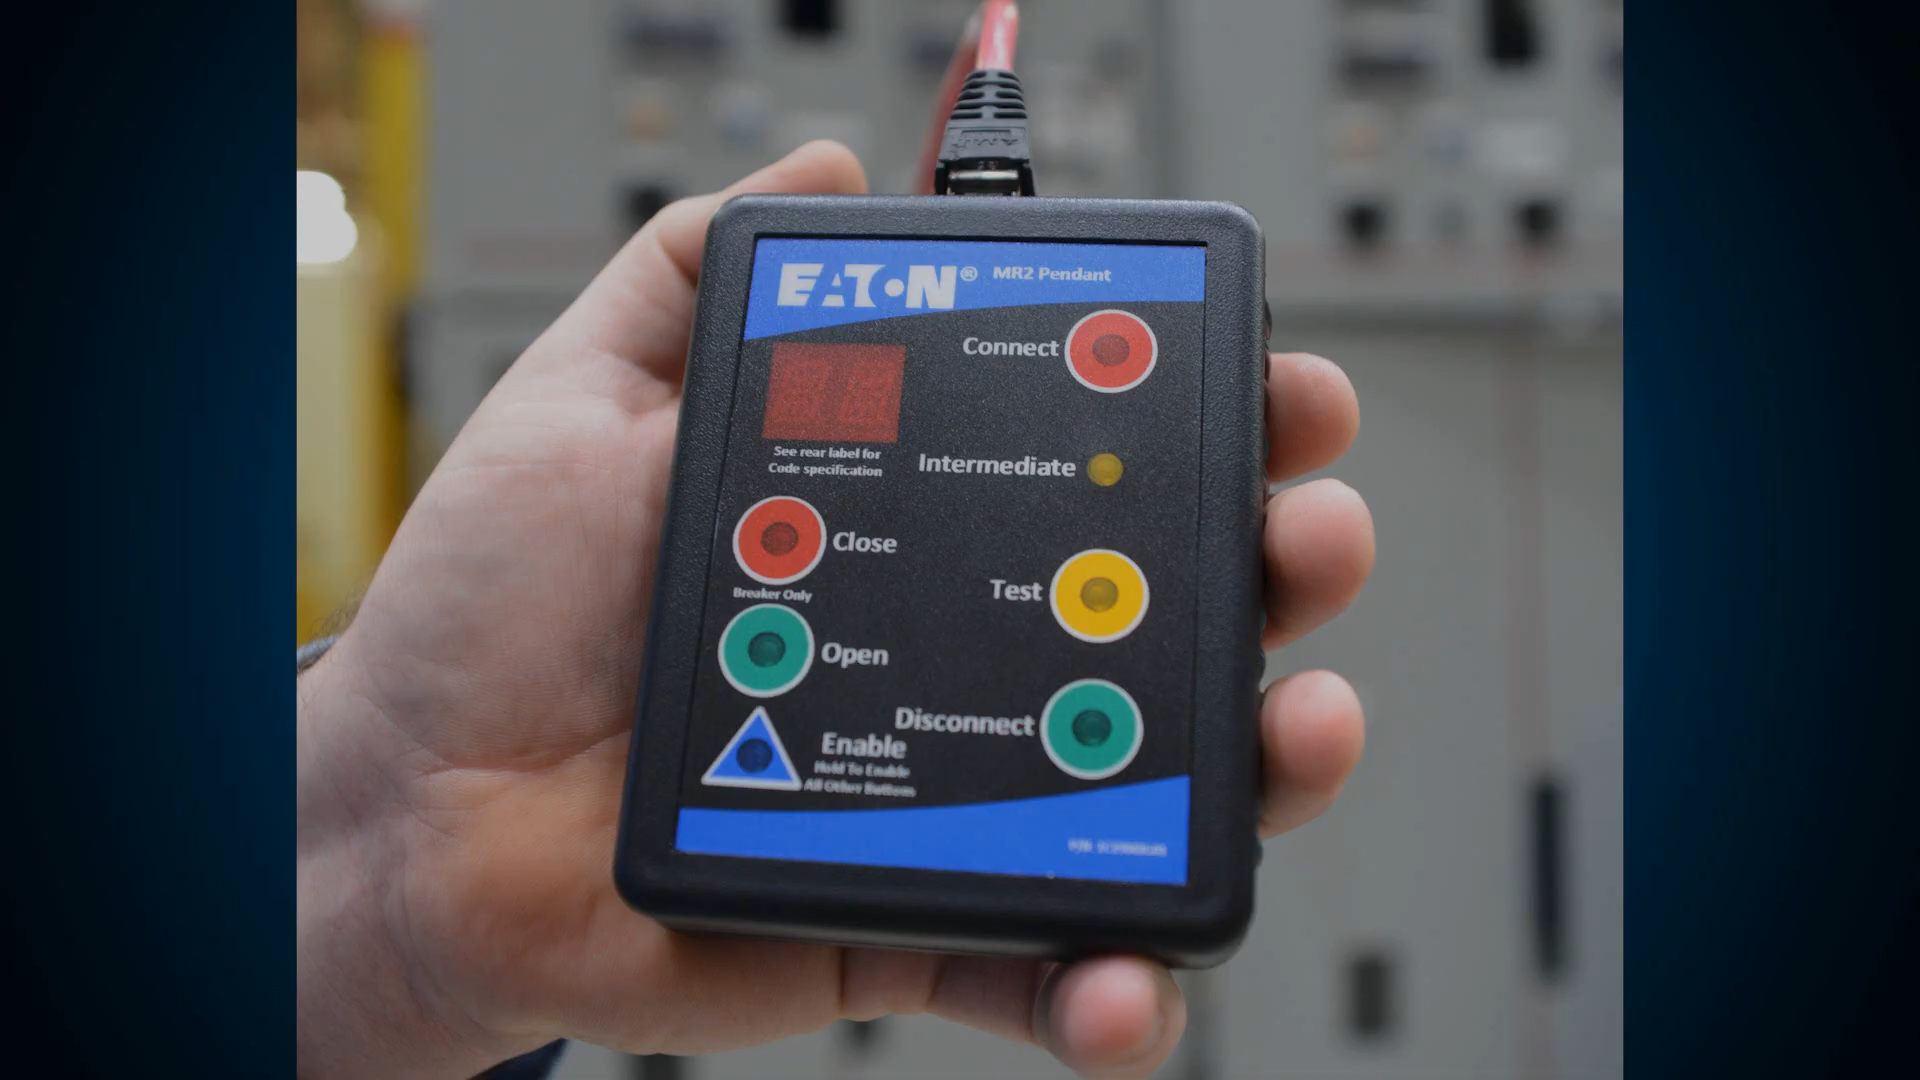 EATON® MR2 Pendant
Connect
See rear label for
Code specification
Intermediate
Close
Breaker Only
Test
Open
Disconnect
Enable
Hold To Enable
All Other Buttons